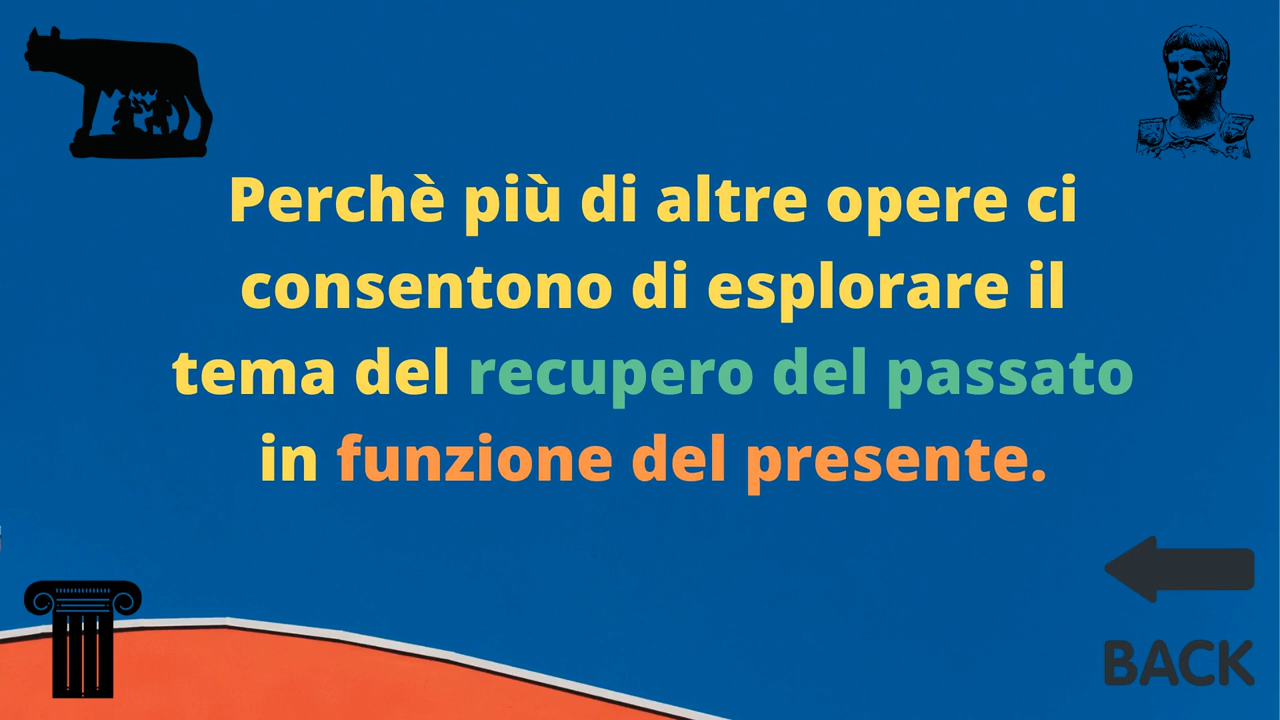 Perchè più di altre opere ci
consentono di esplorare il
tema del recupero del passato
in funzione del presente.
BACK